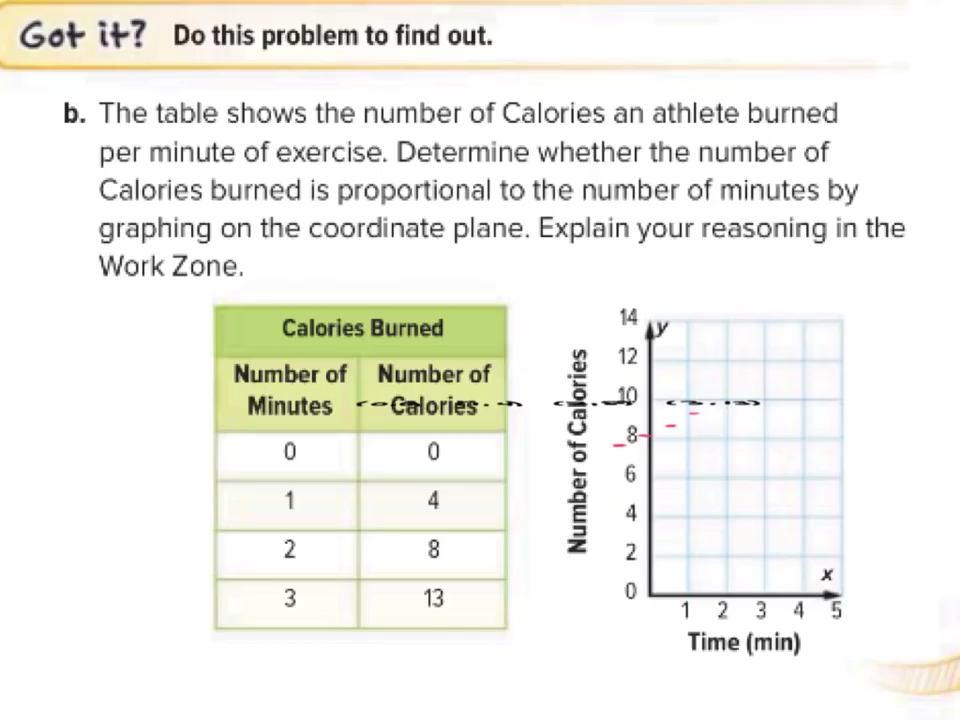 Got it? Do this problem to find out.
b. The table shows the number of Calories an athlete burned
per minute of exercise. Determine whether the number of
Calories burned is proportional to the number of minutes by
graphing on the coordinate plane. Explain your reasoning in the
Work Zone.
Calories Burned
Number of Minutes
Number of Calories
0 0
1 4
2 8
3 13
Number of Calories
14
12
10
8
6
4
2
0
y
x
1 2 3 4 5
Time (min)